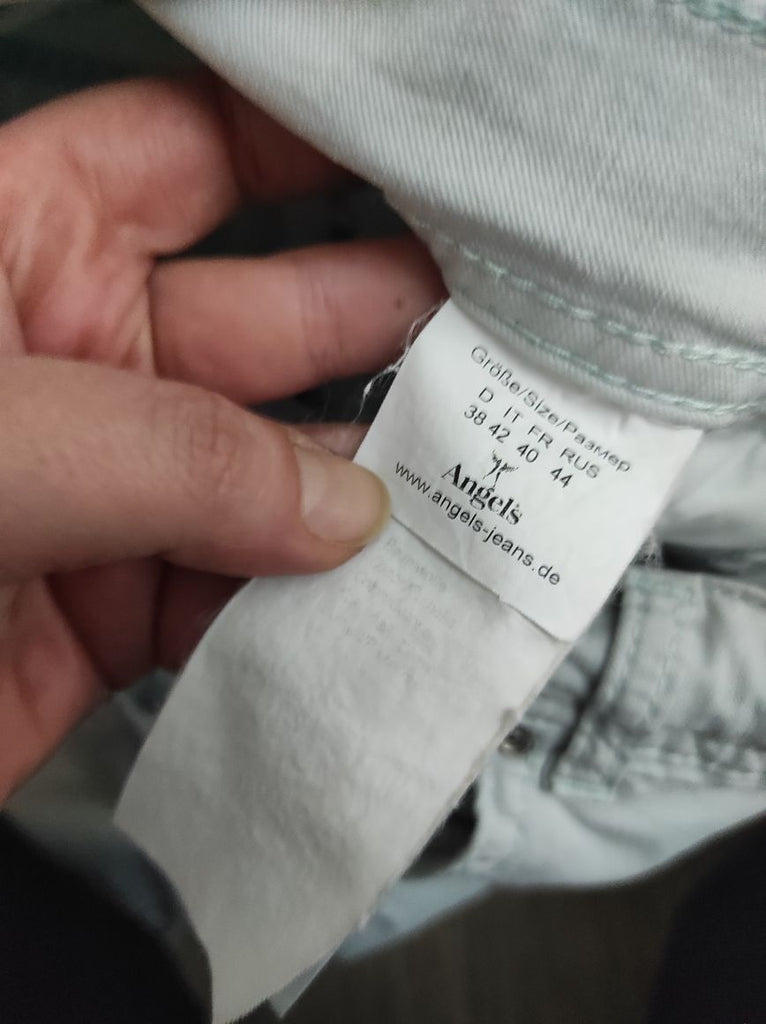 Größe/Size/Размер
D IT FR RUS
38 42 40 44
Angels
www.angels-jeans.de